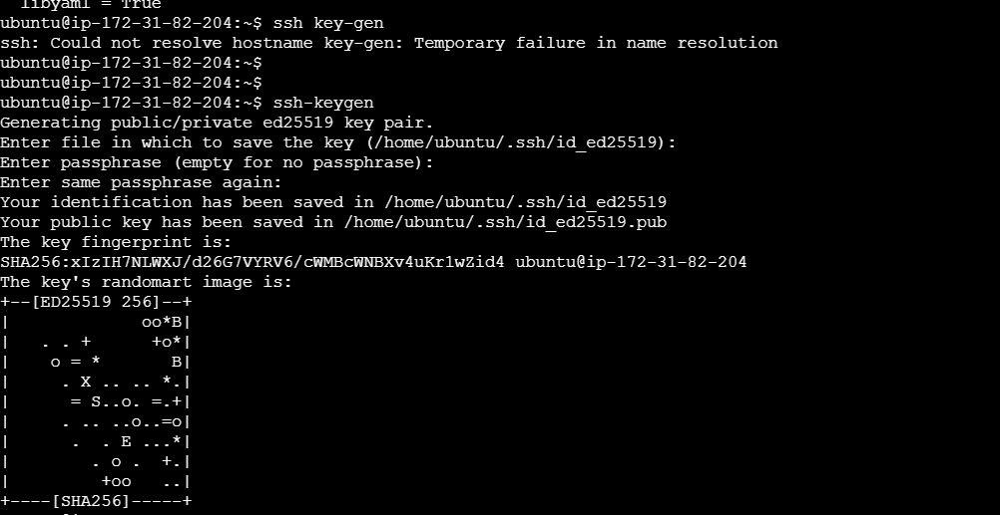 libyaml = True
ubuntu@ip-172-31-82-204:~$ ssh key-gen
ssh: Could not resolve hostname key-gen: Temporary failure in name resolution
ubuntu@ip-172-31-82-204:~$
ubuntu@ip-172-31-82-204:~$
ubuntu@ip-172-31-82-204:~$ ssh-keygen
Generating public/private ed25519 key pair.
Enter file in which to save the key (/home/ubuntu/.ssh/id_ed25519):
Enter passphrase (empty for no passphrase):
Enter same passphrase again:
Your identification has been saved in /home/ubuntu/.ssh/id_ed25519
Your public key has been saved in /home/ubuntu/.ssh/id_ed25519.pub
The key fingerprint is:
SHA256:xIzIH7NLWXJ/d26G7VYRV6/cWMBcWNBXv4uKr1wZid4 ubuntu@ip-172-31-82-204
The key's randomart image is:
+--[ED25519 256]--+
|             oo*B|
|   . . +      +o*|
|    o = *       B|
|     . X .. .. *.|
|      = S..o. =.+|
|     . .. ..o..=o|
|      .  . E ...*|
|        . o .  +.|
|         +oo   ..|
+----[SHA256]-----+